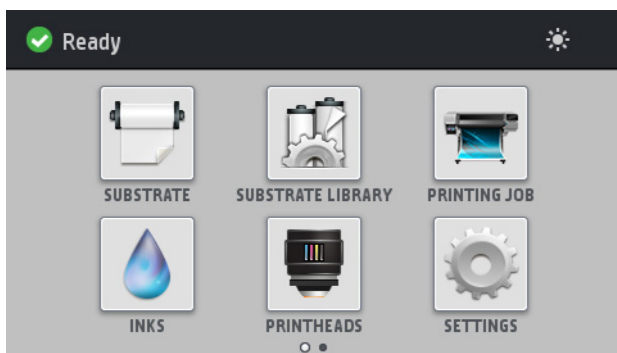 Ready
SUBSTRATE
SUBSTRATE LIBRARY
PRINTING JOB
INKS
PRINTHEADS
SETTINGS